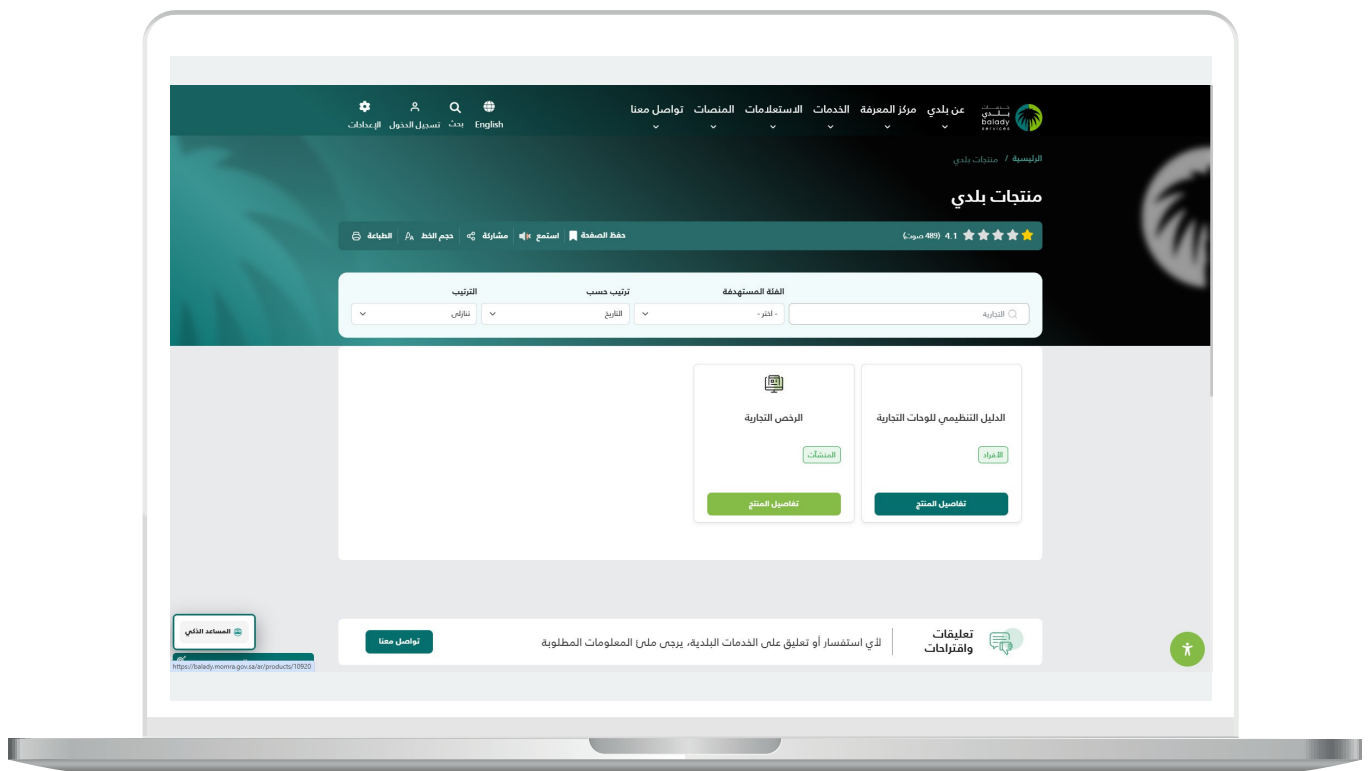 خدمات
بلدي
balady
services
عن بلدي
مركز المعرفة
الخدمات
الاستعلامات
المنصات
تواصل معنا
English
بحث
تسجيل الدخول
الإعدادات
الرئيسية / منتجات بلدي
منتجات بلدي
4.1 (489 صوت)
حفظ الصفحة
استمع
مشاركة
حجم الخط
الطباعة
الفئة المستهدفة
ترتيب حسب
الترتيب
التجارية
- اختر -
التاريخ
تنازلي
الدليل التنظيمي للوحات التجارية
الأفراد
تفاصيل المنتج
الرخص التجارية
المنشآت
تفاصيل المنتج
تعليقات
واقتراحات
لأي استفسار أو تعليق على الخدمات البلدية، يرجى ملئ المعلومات المطلوبة
تواصل معنا
المساعد الذكي
https://balady.momra.gov.sa/ar/products/10920